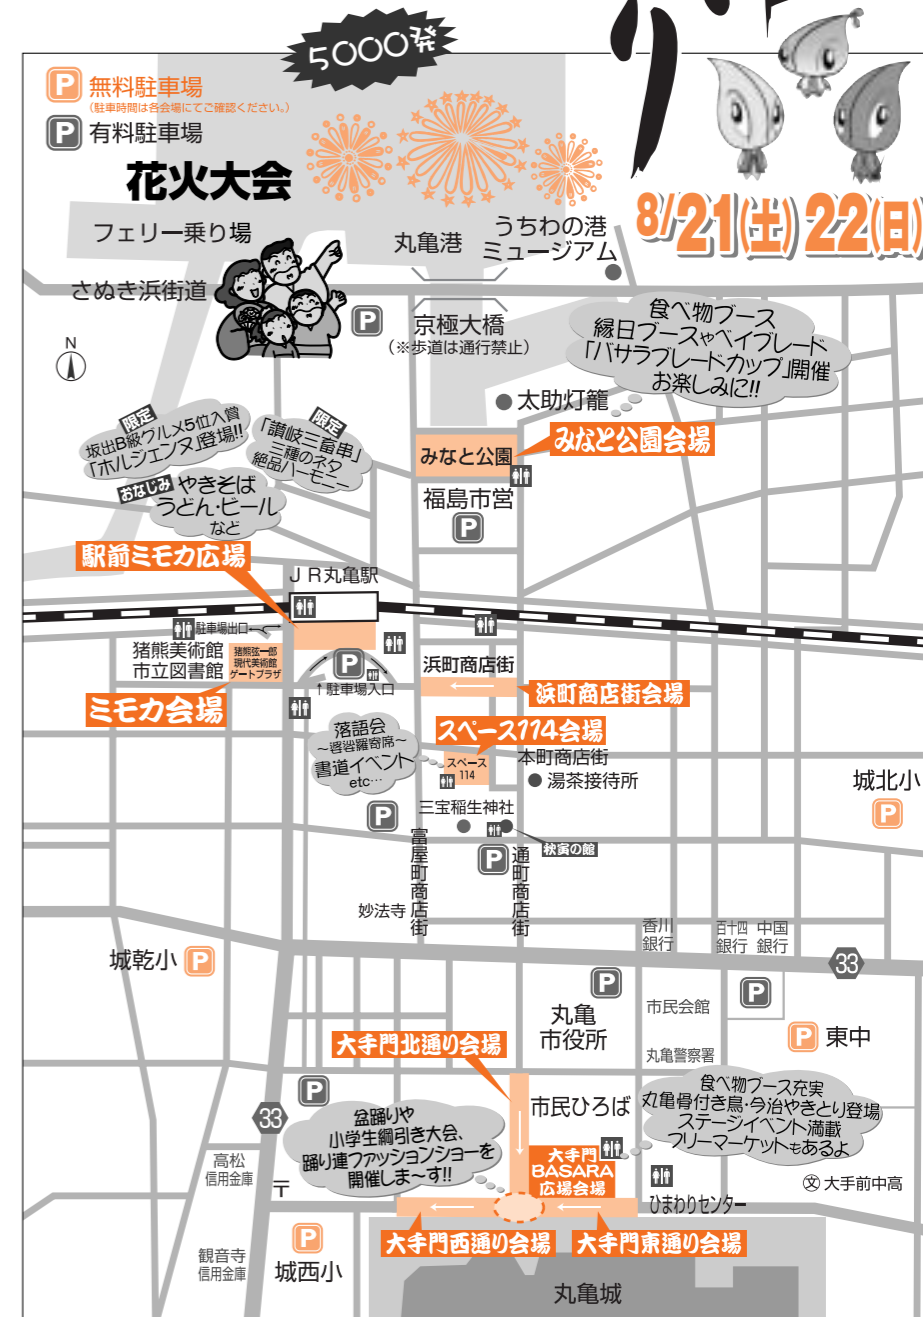 5000発
P 無料駐車場
(駐車時間は各会場にてご確認ください。)
P 有料駐車場
花火大会
8/21(土) 22(日)
フェリー乗り場
丸亀港
うちわの港
ミュージアム
さぬき浜街道
P
京極大橋
(※歩道は通行禁止)
食べ物ブース
縁日ブースやベイブレード
「バサラブレードカップ」開催
お楽しみに!!
N
太助灯籠
限定
坂出B級グルメ5位入賞
「ホルジェンヌ」登場!!
限定
「讃岐三畜串」
三種のネタ
絶品ハーモニー
みなと公園
みなと公園会場
おなじみ やきそば
うどん・ビール
など
福島市営
P
駅前ミモカ広場
JR丸亀駅
駐車場出口
猪熊美術館
市立図書館
猪熊弦一郎
現代美術館
ゲートプラザ
P
↑駐車場入口
浜町商店街
浜町商店街会場
ミモカ会場
落語会
~婆娑羅寄席~
書道イベント
etc…
スペース114会場
スペース
114
本町商店街
湯茶接待所
城北小
P
P
三宝稲生神社
秋寅の館
P
富屋町商店街
通町商店街
妙法寺
香川
銀行
百十四
銀行
中国
銀行
33
城乾小 P
P
丸亀
市役所
市民会館
P
P 東中
丸亀警察署
大手門北通り会場
P
市民ひろば
食べ物ブース充実
丸亀骨付き鳥・今治やきとり登場
ステージイベント満載
フリーマーケットもあるよ
33
盆踊りや
小学生綱引き大会、
踊り連ファッションショーを
開催しま~す!!
大手門
BASARA
広場会場
高松
信用金庫
〒
文 大手前中高
ひまわりセンター
大手門西通り会場
大手門東通り会場
観音寺
信用金庫
P
城西小
丸亀城